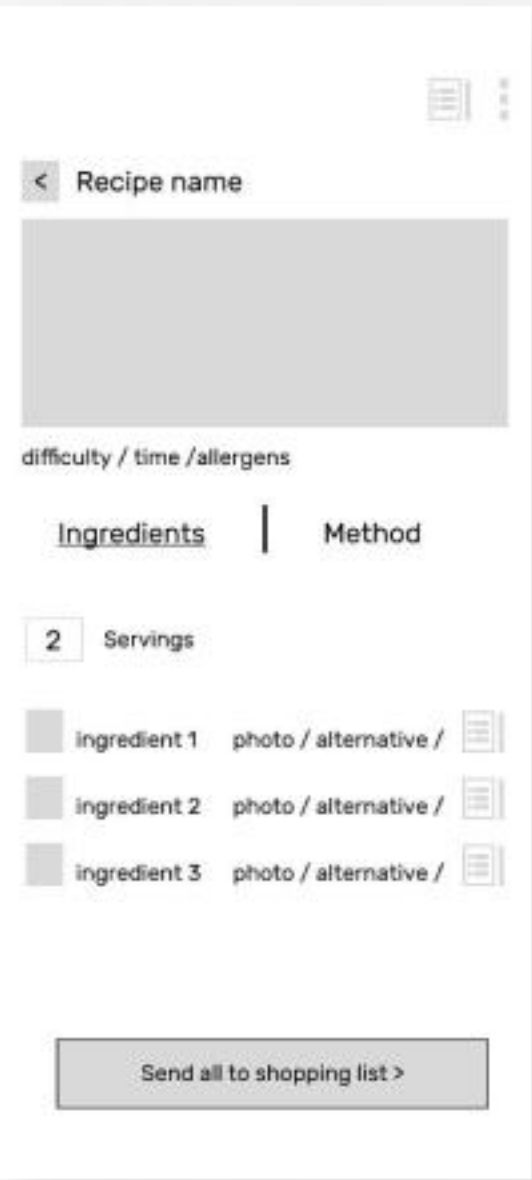 < Recipe name
difficulty / time /allergens
Ingredients | Method
2 Servings
ingredient 1 photo / alternative /
ingredient 2 photo / alternative /
ingredient 3 photo / alternative /
Send all to shopping list >